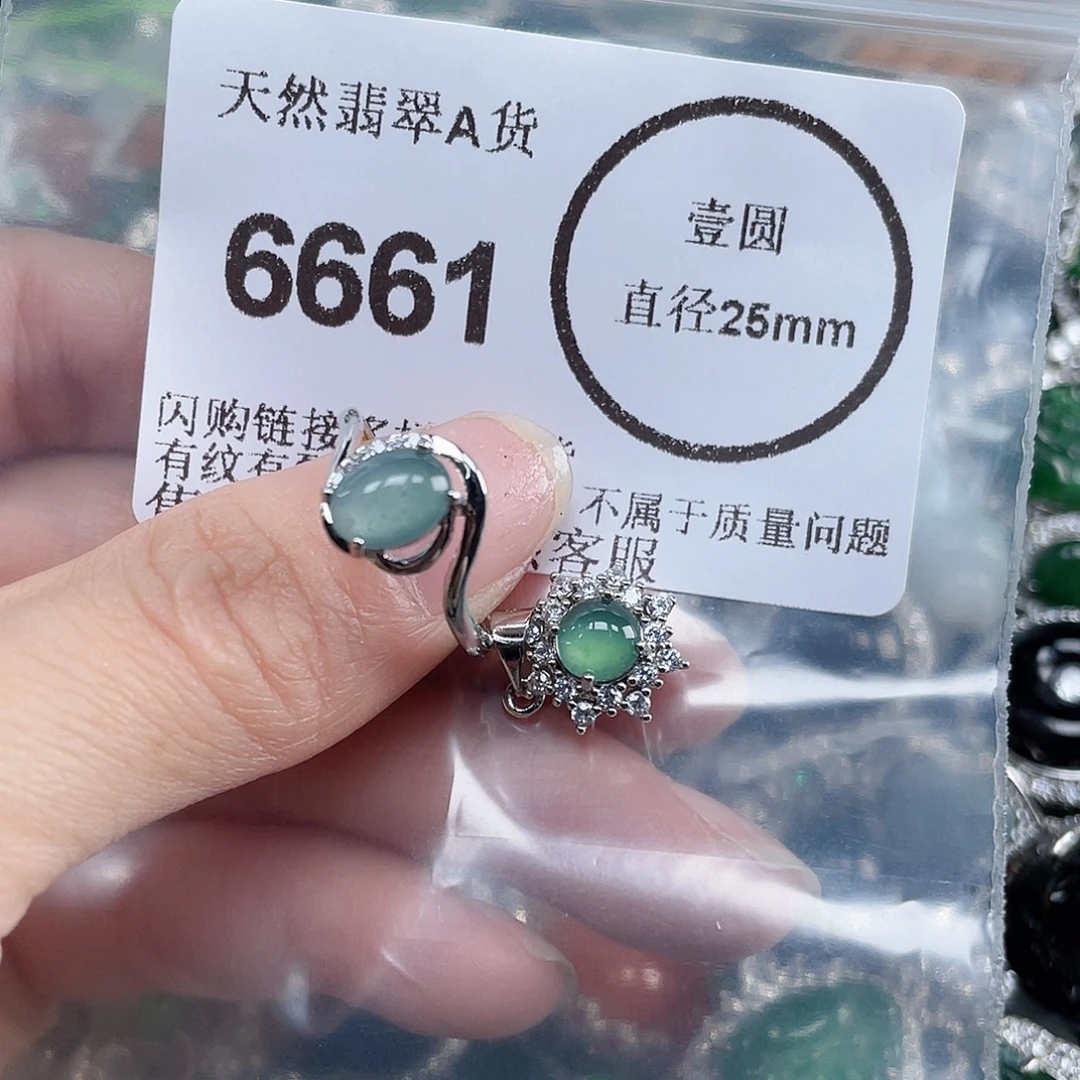 天然翡翠A货
6661
壹圆
直径25mm
闪购链接
有纹有
不属于质量问题
客服